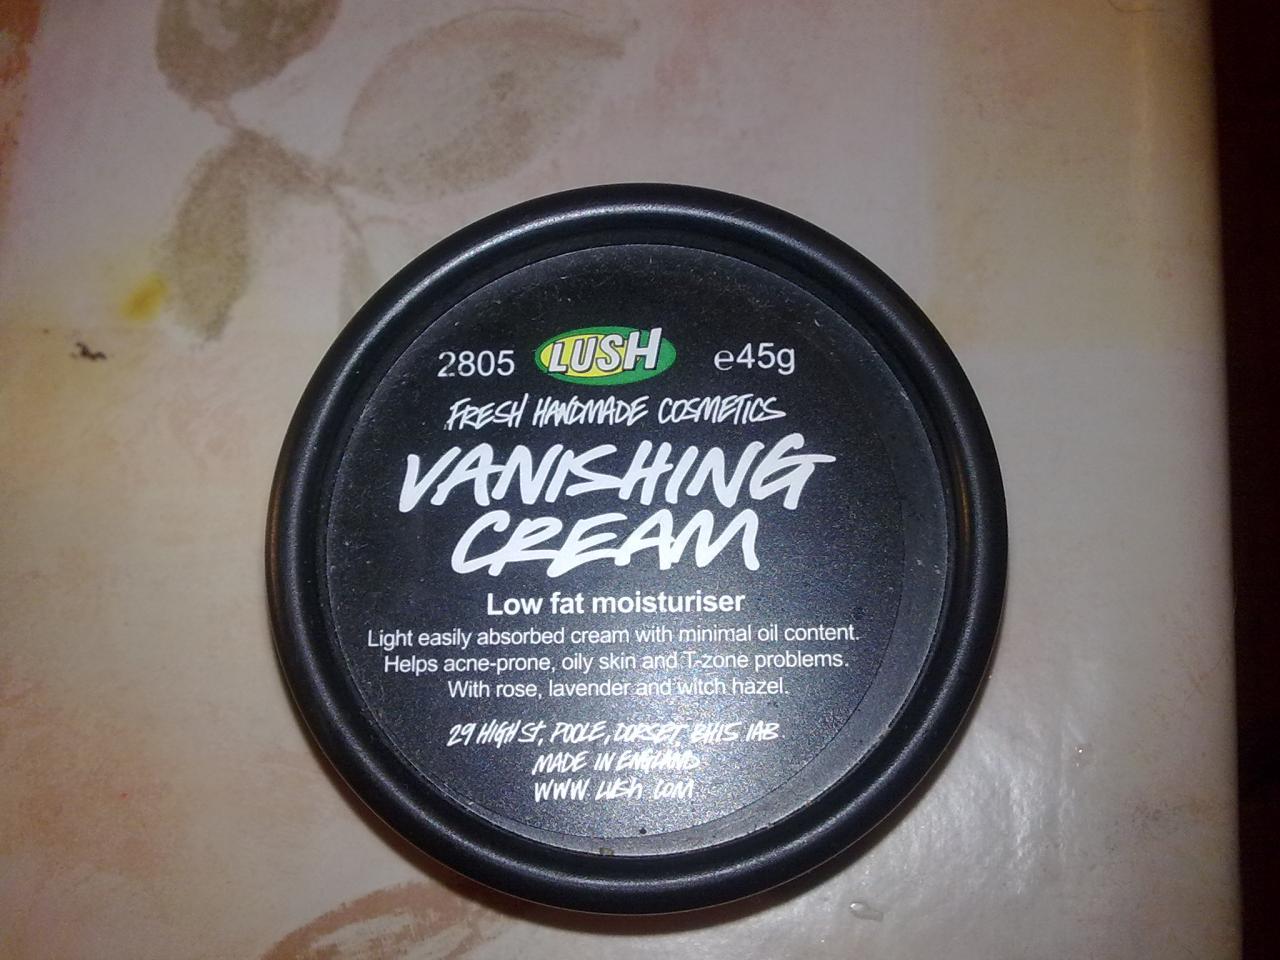 2805 LUSH e45g
FRESH HANDMADE COSMETICS
VANISHING
CREAM
Low fat moisturiser
Light easily absorbed cream with minimal oil content.
Helps acne-prone, oily skin and T-zone problems.
With rose, lavender and witch hazel.
29 HIGH St, POOLE, DORSET, BH15 1AB
MADE IN ENGLAND
WWW LUSH COM